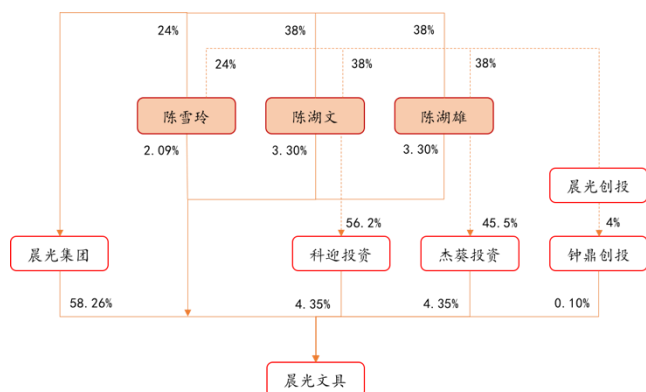 24%
38%
38%
24%
38%
38%
陈雪玲
陈湖文
陈湖雄
2.09%
3.30%
3.30%
晨光创投
56.2%
45.5%
4%
晨光集团
科迎投资
杰葵投资
钟鼎创投
58.26%
4.35%
4.35%
0.10%
晨光文具